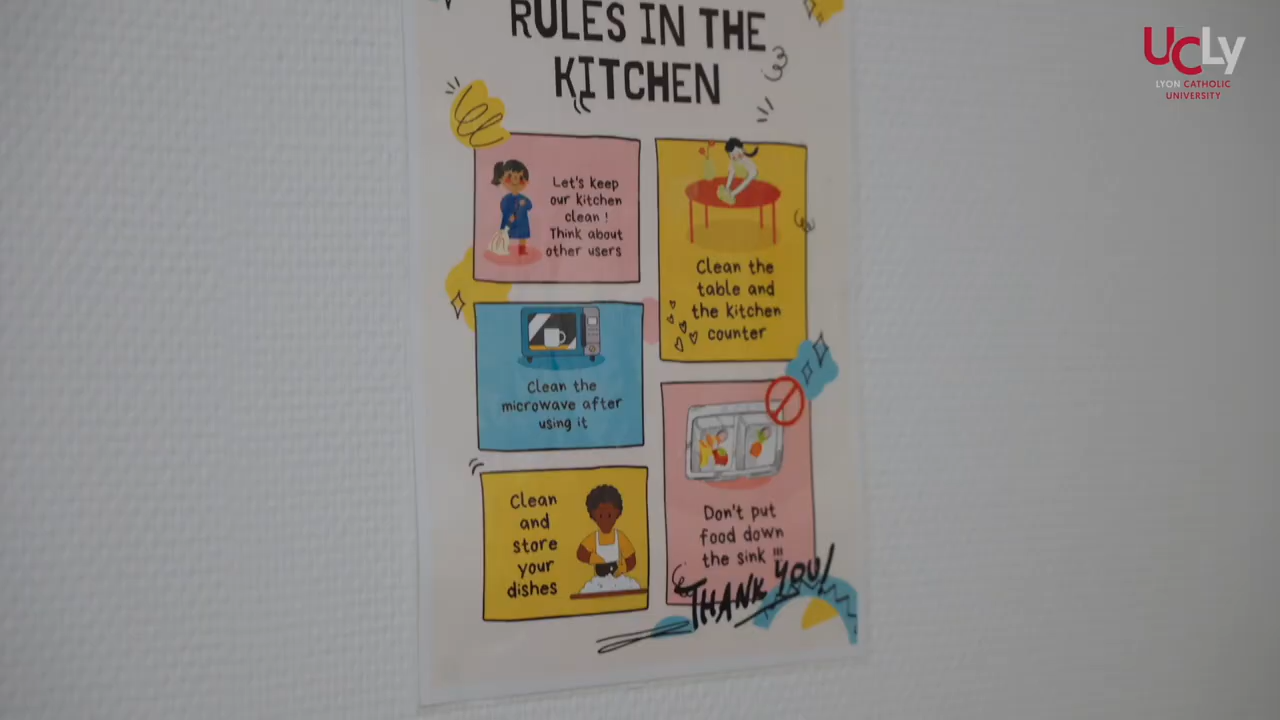 RULES IN THE
KITCHEN
Let's keep
our kitchen
clean !
Think about
other users
Clean the
table and
the kitchen
counter
Clean the
microwave after
using it
Clean
and
store
your
dishes
Don't put
food down
the sink !!!
THANK YOU!
UCLy
LYON CATHOLIC
UNIVERSITY